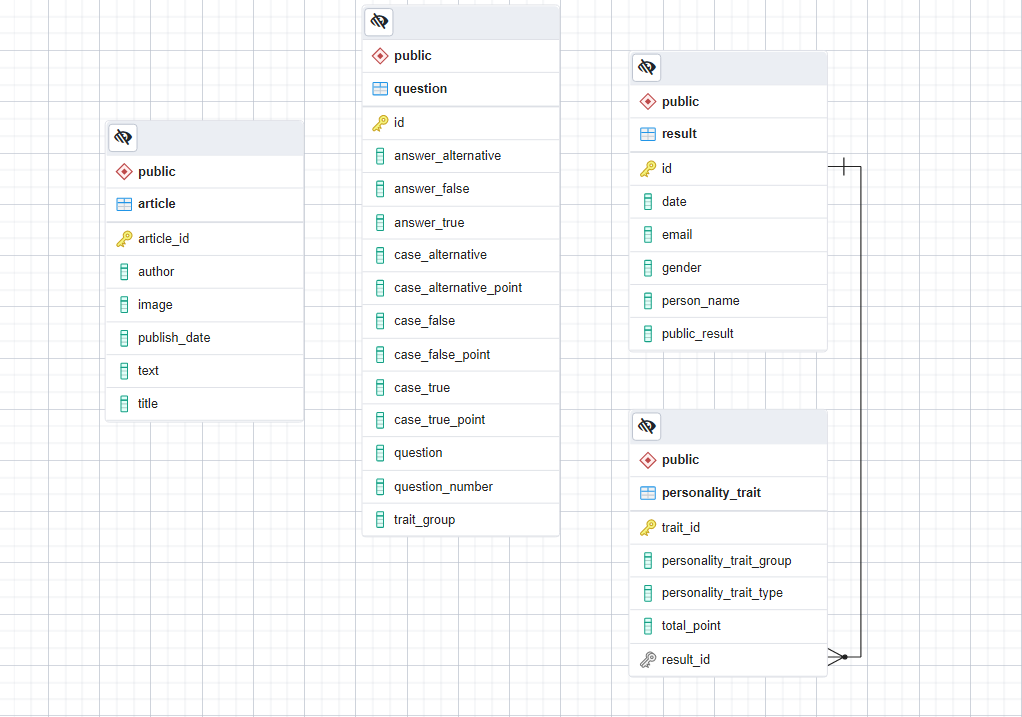 public
article
article_id
author
image
publish_date
text
title
public
question
id
answer_alternative
answer_false
answer_true
case_alternative
case_alternative_point
case_false
case_false_point
case_true
case_true_point
question
question_number
trait_group
public
result
id
date
email
gender
person_name
public_result
public
personality_trait
trait_id
personality_trait_group
personality_trait_type
total_point
result_id